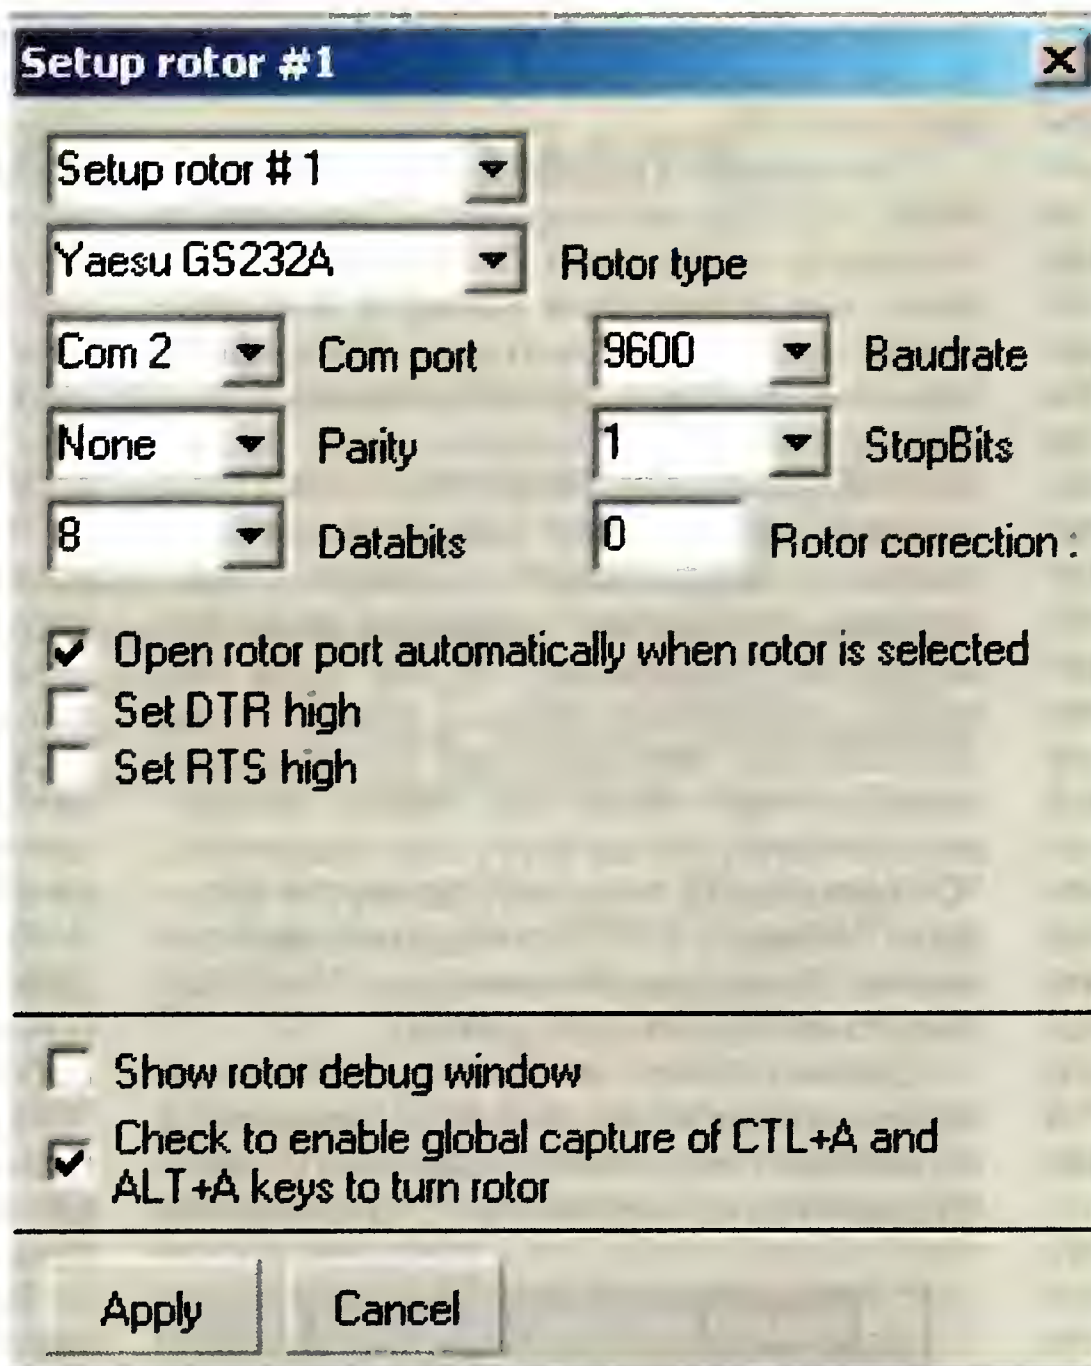 Setup rotor #1
Setup rotor # 1
Yaesu GS232A Rotor type
Com 2 Com port 9600 Baudrate
None Parity 1 StopBits
8 Databits 0 Rotor correction :
Open rotor port automatically when rotor is selected
Set DTR high
Set RTS high
Show rotor debug window
Check to enable global capture of CTL+A and
ALT+A keys to turn rotor
Apply Cancel